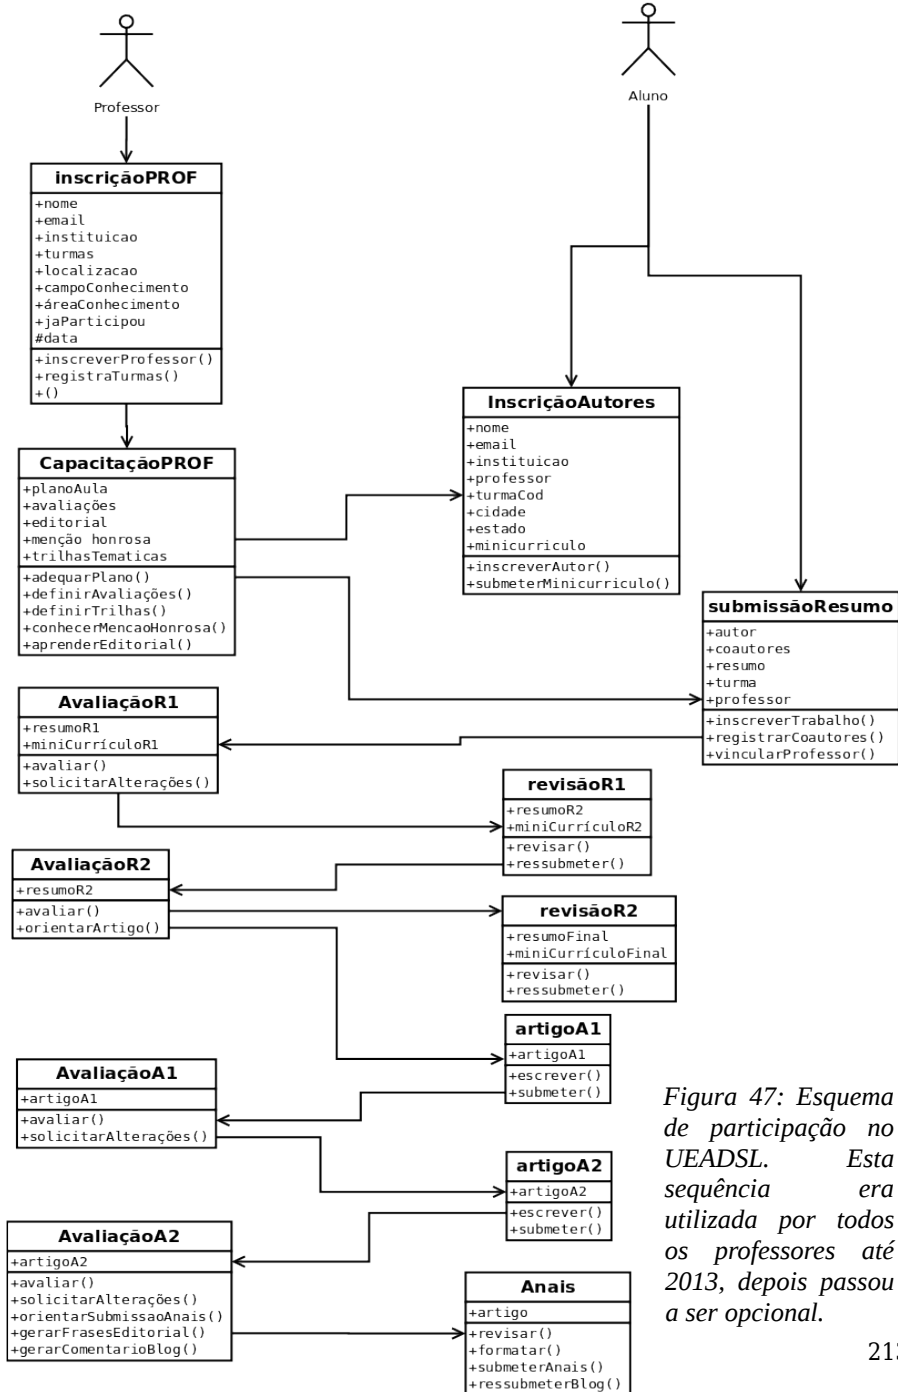 Professor
Aluno
inscriçãoPROF
+nome
+email
+instituicao
+turmas
+localizacao
+campoConhecimento
+áreaConhecimento
+jaParticipou
#data
+inscreverProfessor()
+registraTurmas()
+()
InscriçãoAutores
+nome
+email
+instituicao
+professor
+turmaCod
+cidade
+estado
+minicurriculo
+inscreverAutor()
+submeterMinicurriculo()
CapacitaçãoPROF
+planoAula
+avaliações
+editorial
+menção honrosa
+trilhasTematicas
+adequarPlano()
+definirAvaliações()
+definirTrilhas()
+conhecerMencaoHonrosa()
+aprenderEditorial()
submissãoResumo
+autor
+coautores
+resumo
+turma
+professor
+inscreverTrabalho()
+registrarCoautores()
+vincularProfessor()
AvaliaçãoR1
+resumoR1
+miniCurrículoR1
+avaliar()
+solicitarAlterações()
revisãoR1
+resumoR2
+miniCurrículoR2
+revisar()
+ressubmeter()
AvaliaçãoR2
+resumoR2
+avaliar()
+orientarArtigo()
revisãoR2
+resumoFinal
+miniCurrículoFinal
+revisar()
+ressubmeter()
artigoA1
+artigoA1
+escrever()
+submeter()
AvaliaçãoA1
+artigoA1
+avaliar()
+solicitarAlterações()
artigoA2
+artigoA2
+escrever()
+submeter()
AvaliaçãoA2
+artigoA2
+avaliar()
+solicitarAlterações()
+orientarSubmissaoAnais()
+gerarFrasesEditorial()
+gerarComentarioBlog()
Anais
+artigo
+revisar()
+formatar()
+submeterAnais()
+ressubmeterBlog()
Figura 47: Esquema
de participação no
UEADSL. Esta
sequência era
utilizada por todos
os professores até
2013, depois passou
a ser opcional.
213